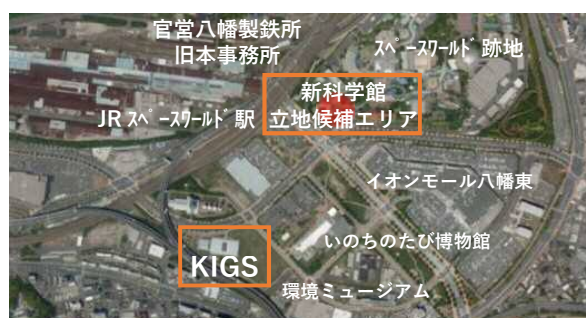 官営八幡製鉄所
旧本事務所
ｽﾍﾟｰｽﾜｰﾙﾄﾞ跡地
新科学館
立地候補エリア
JR ｽﾍﾟｰｽﾜｰﾙﾄﾞ駅
イオンモール八幡東
いのちのたび博物館
KIGS
環境ミュージアム